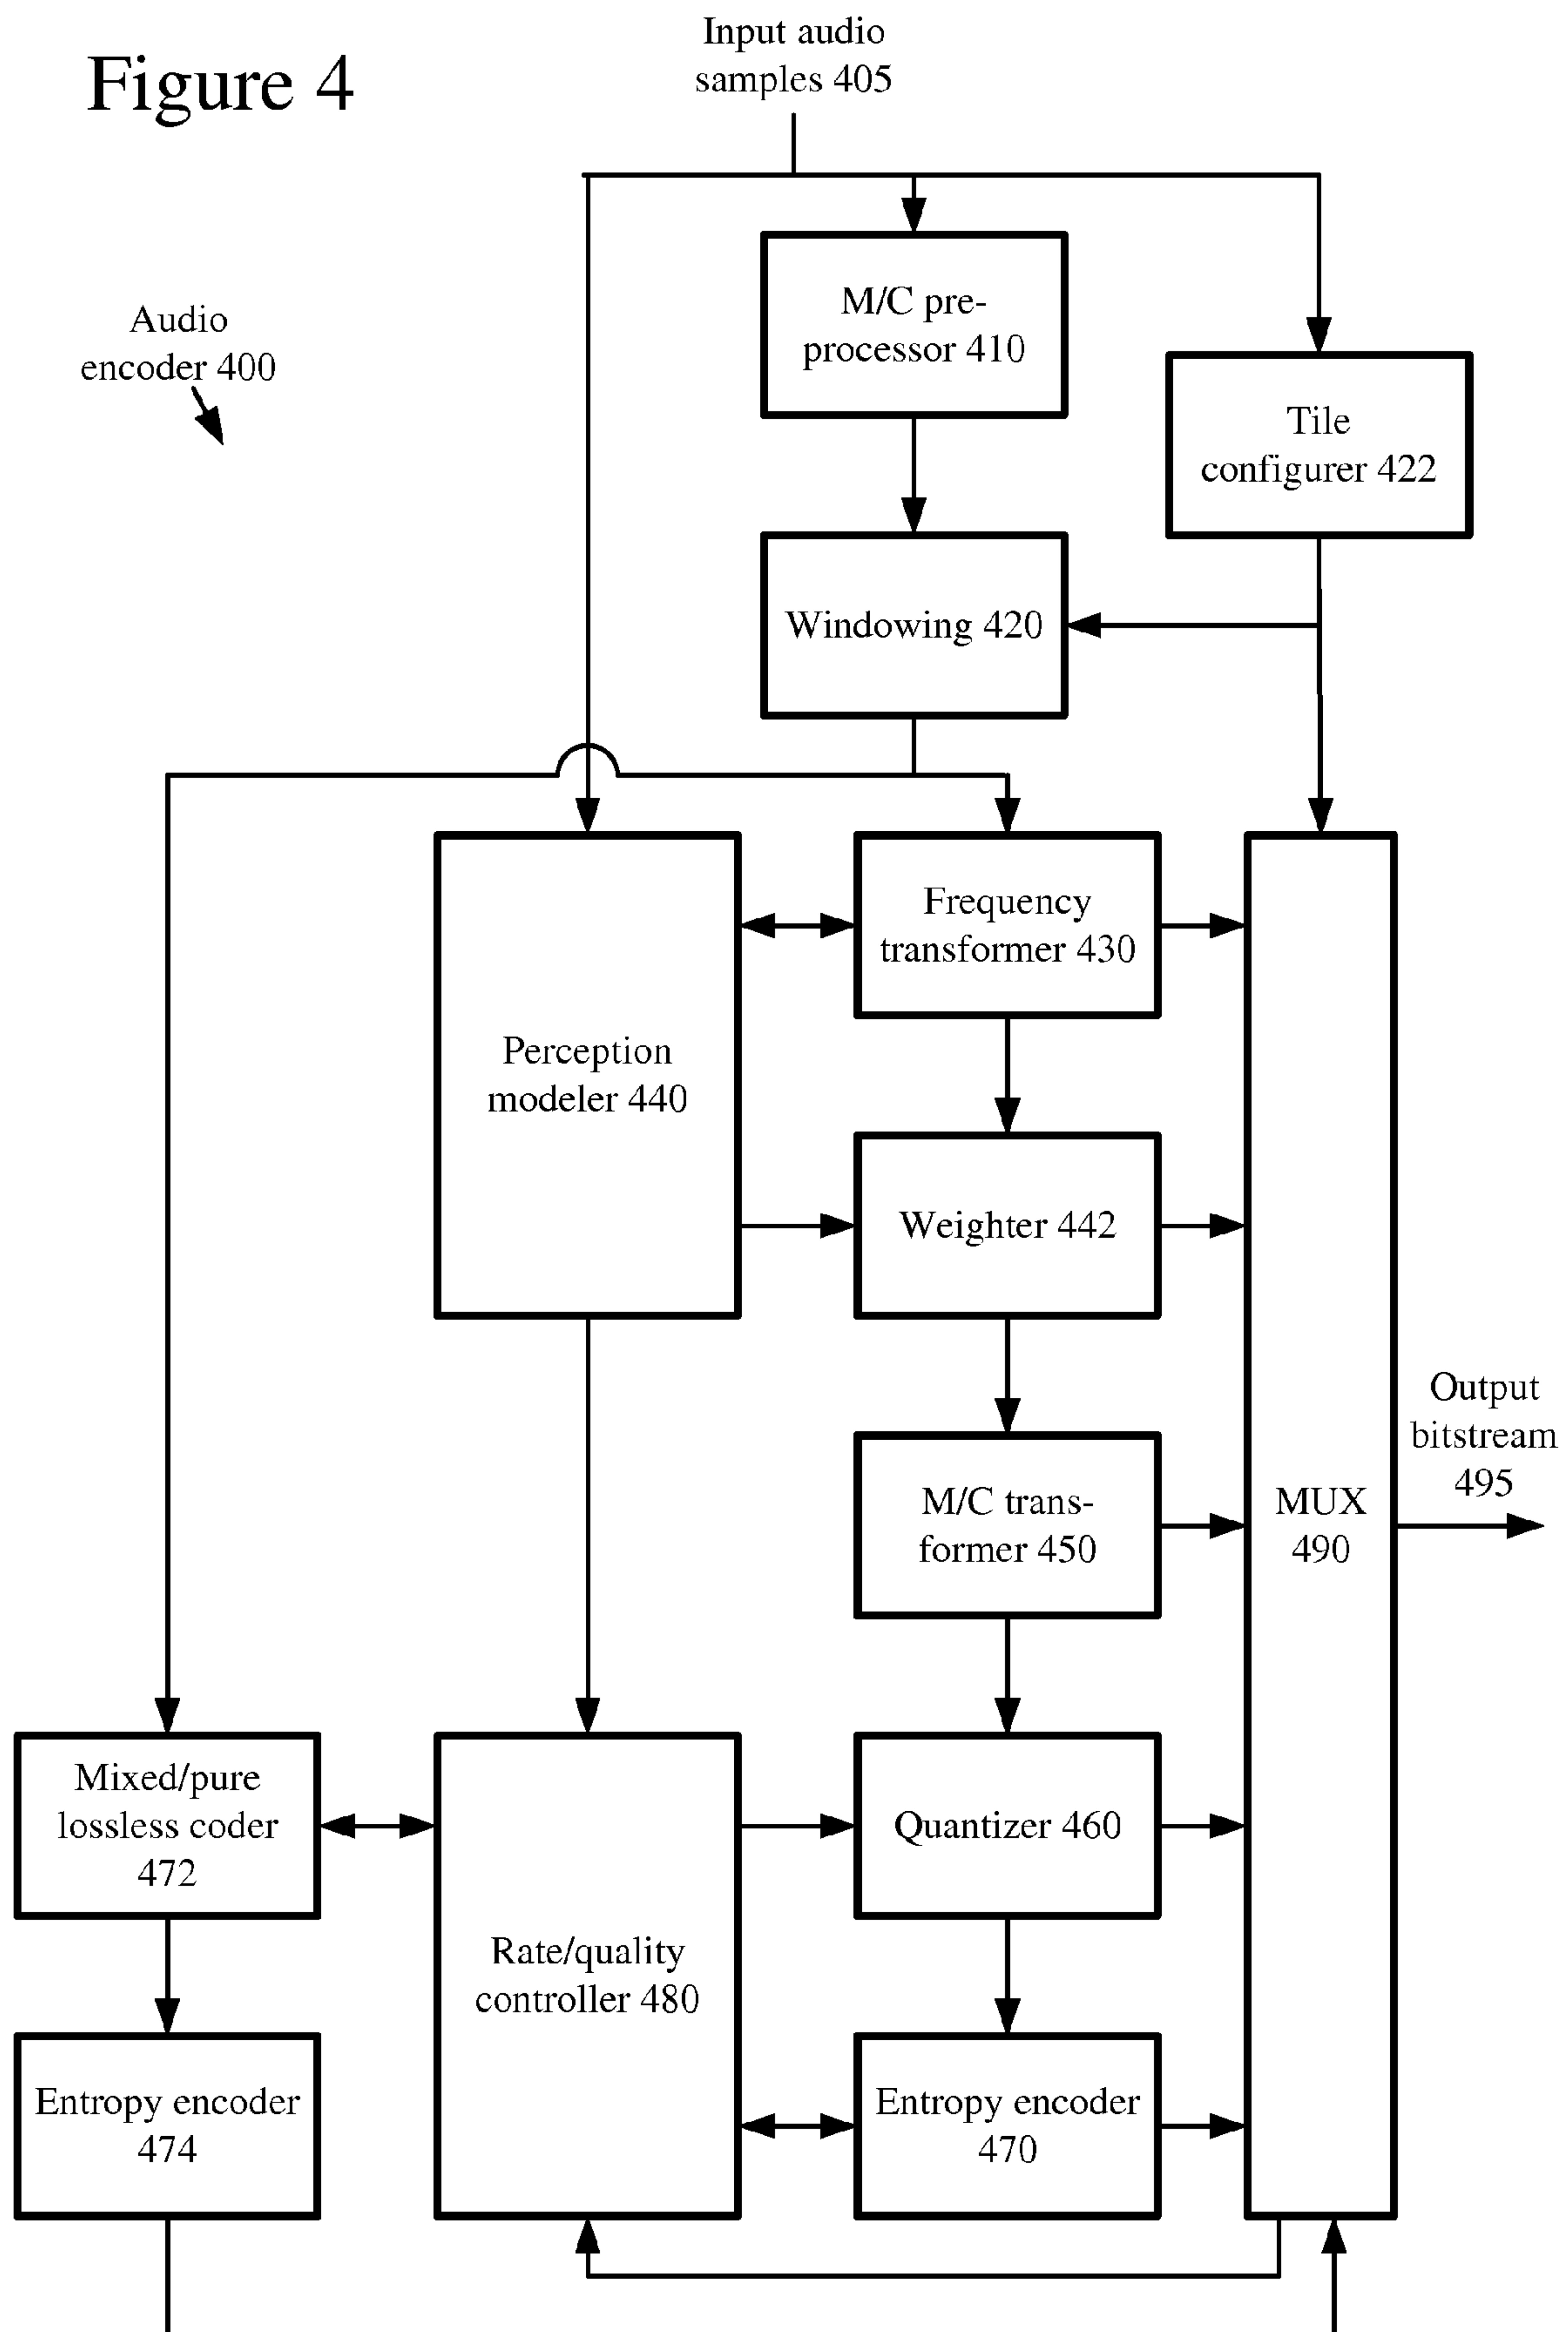 Figure 4
Input audio
samples 405
Audio
encoder 400
M/C pre-
processor 410
Tile
configurer 422
Windowing 420
Perception
modeler 440
Frequency
transformer 430
Weighter 442
M/C trans-
former 450
MUX
490
Output
bitstream
495
Mixed/pure
lossless coder
472
Rate/quality
controller 480
Quantizer 460
Entropy encoder
474
Entropy encoder
470